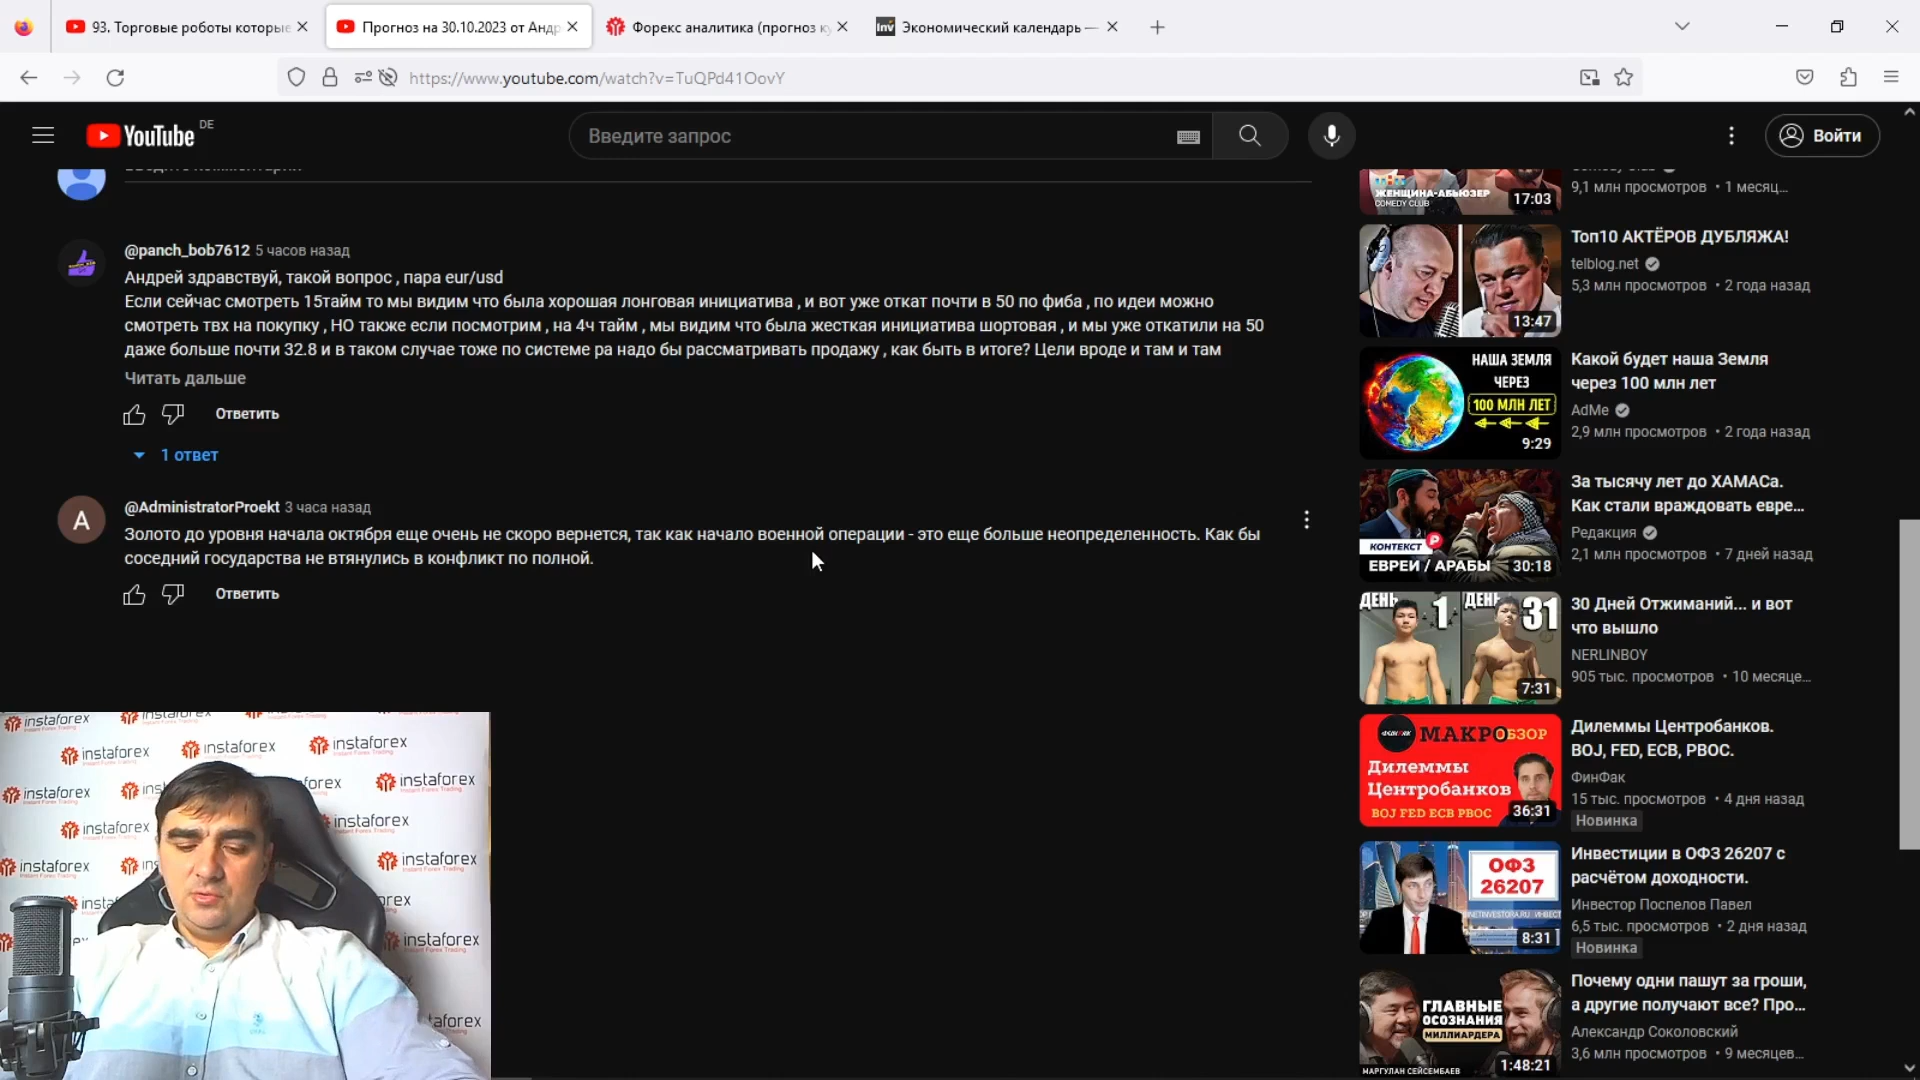 93. Торговые роботы которые
Прогноз на 30.10.2023 от Андр
Форекс аналитика (прогноз ку
Экономический календарь —
https://www.youtube.com/watch?v=TuQPd41OovY
YouTube DE
Введите запрос
Войти
@panch_bob7612 5 часов назад
Андрей здравствуй, такой вопрос , пара eur/usd
Если сейчас смотреть 15тайм то мы видим что была хорошая лонговая инициатива , и вот уже откат почти в 50 по фиба , по идеи можно
смотреть твх на покупку , НО также если посмотрим , на 4ч тайм , мы видим что была жесткая инициатива шортовая , и мы уже откатили на 50
даже больше почти 32.8 и в таком случае тоже по системе ра надо бы рассматривать продажу , как быть в итоге? Цели вроде и там и там
Читать дальше
Ответить
1 ответ
A
@AdministratorProekt 3 часа назад
Золото до уровня начала октября еще очень не скоро вернется, так как начало военной операции - это еще больше неопределенность. Как бы
соседний государства не втянулись в конфликт по полной.
Ответить
ЖЕНЩИНА-АБЬЮЗЕР
COMEDY CLUB
17:03
9,1 млн просмотров • 1 месяц...
13:47
Топ10 АКТЁРОВ ДУБЛЯЖА!
telblog.net
5,3 млн просмотров • 2 года назад
НАША ЗЕМЛЯ
ЧЕРЕЗ
100 МЛН ЛЕТ
9:29
Какой будет наша Земля
через 100 млн лет
AdMe
2,9 млн просмотров • 2 года назад
КОНТЕКСТ Р
ЕВРЕИ / АРАБЫ
30:18
За тысячу лет до ХАМАСа.
Как стали враждовать евре...
Редакция
2,1 млн просмотров • 7 дней назад
ДЕНЬ 1
ДЕНЬ 31
7:31
30 Дней Отжиманий... и вот
что вышло
NERLINBOY
905 тыс. просмотров • 10 месяце...
ФИНФАК
МАКРООБЗОР
Дилеммы
Центробанков
BOJ FED ECB PBOC
36:31
Дилеммы Центробанков.
BOJ, FED, ECB, PBOC.
ФинФак
15 тыс. просмотров • 4 дня назад
Новинка
ОФЗ
26207
8:31
Инвестиции в ОФЗ 26207 с
расчётом доходности.
Инвестор Поспелов Павел
6,5 тыс. просмотров • 2 дня назад
Новинка
ГЛАВНЫЕ
ОСОЗНАНИЯ
МИЛЛИАРДЕРА
МАРГУЛАН СЕЙСЕМБАЕВ
1:48:21
Почему одни пашут за гроши,
а другие получают все? Про...
Александр Соколовский
3,6 млн просмотров • 9 месяцев...
instaforex
Instant Forex Trading